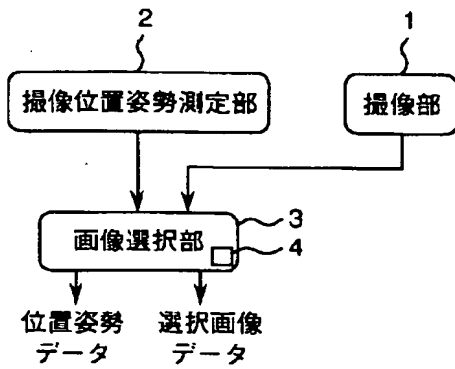 2
1
撮像位置姿勢測定部
撮像部
3
画像選択部
4
位置姿勢
データ
選択画像
データ